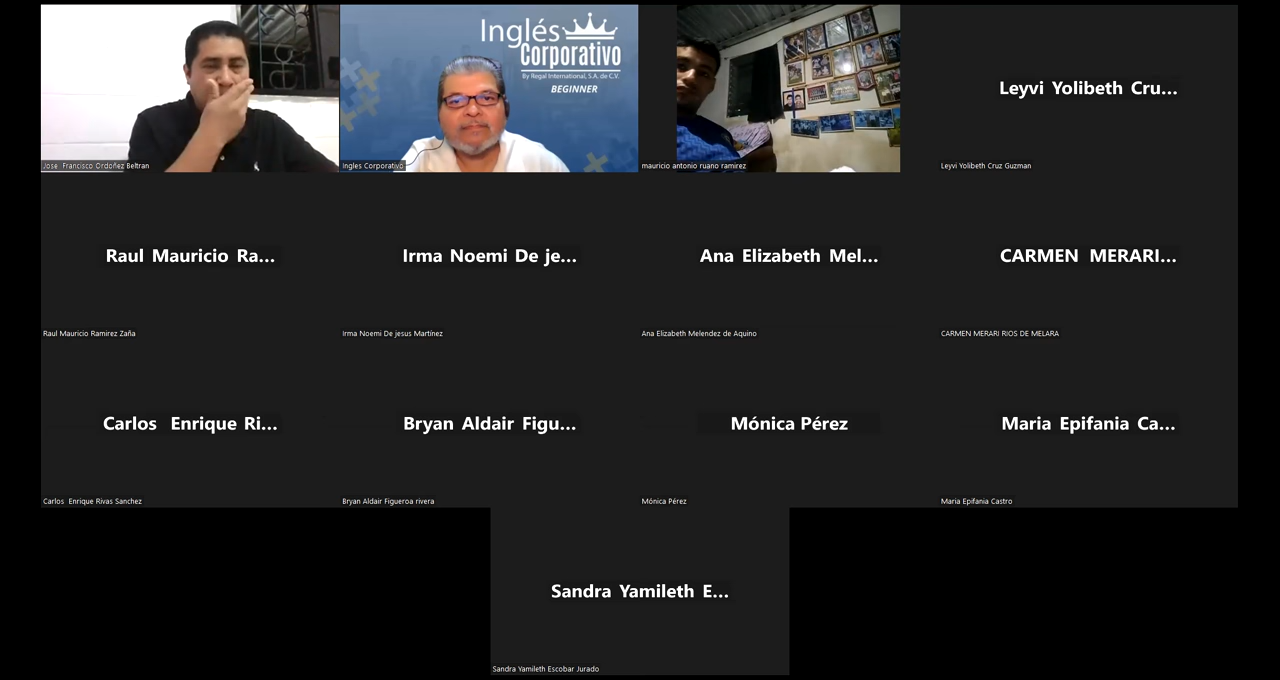 Inglés
Corporativo
By Regal International, S.A. de C.V.
BEGINNER
Jose Francisco Ordoñez Beltran
Ingles Corporativo
mauricio antonio ruano ramirez
Leyvi Yolibeth Cru...
Leyvi Yolibeth Cruz Guzman
Raul Mauricio Ra...
Irma Noemi De je...
Ana Elizabeth Mel...
CARMEN MERARI...
Raul Mauricio Ramirez Zaña
Irma Noemi De jesus Martínez
Ana Elizabeth Melendez de Aquino
CARMEN MERARI RIOS DE MELARA
Carlos Enrique Ri...
Bryan Aldair Figu...
Mónica Pérez
Maria Epifania Ca...
Carlos Enrique Rivas Sanchez
Bryan Aldair Figueroa rivera
Mónica Pérez
Maria Epifania Castro
Sandra Yamileth E...
Sandra Yamileth Escobar Jurado